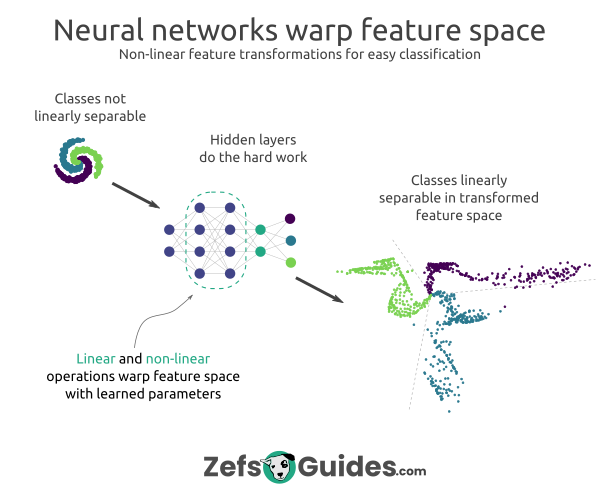 Neural networks warp feature space
Non-linear feature transformations for easy classification
Classes not
linearly separable
Hidden layers
do the hard work
Classes linearly
separable in transformed
feature space
Linear and non-linear
operations warp feature space
with learned parameters
ZefsGuides.com